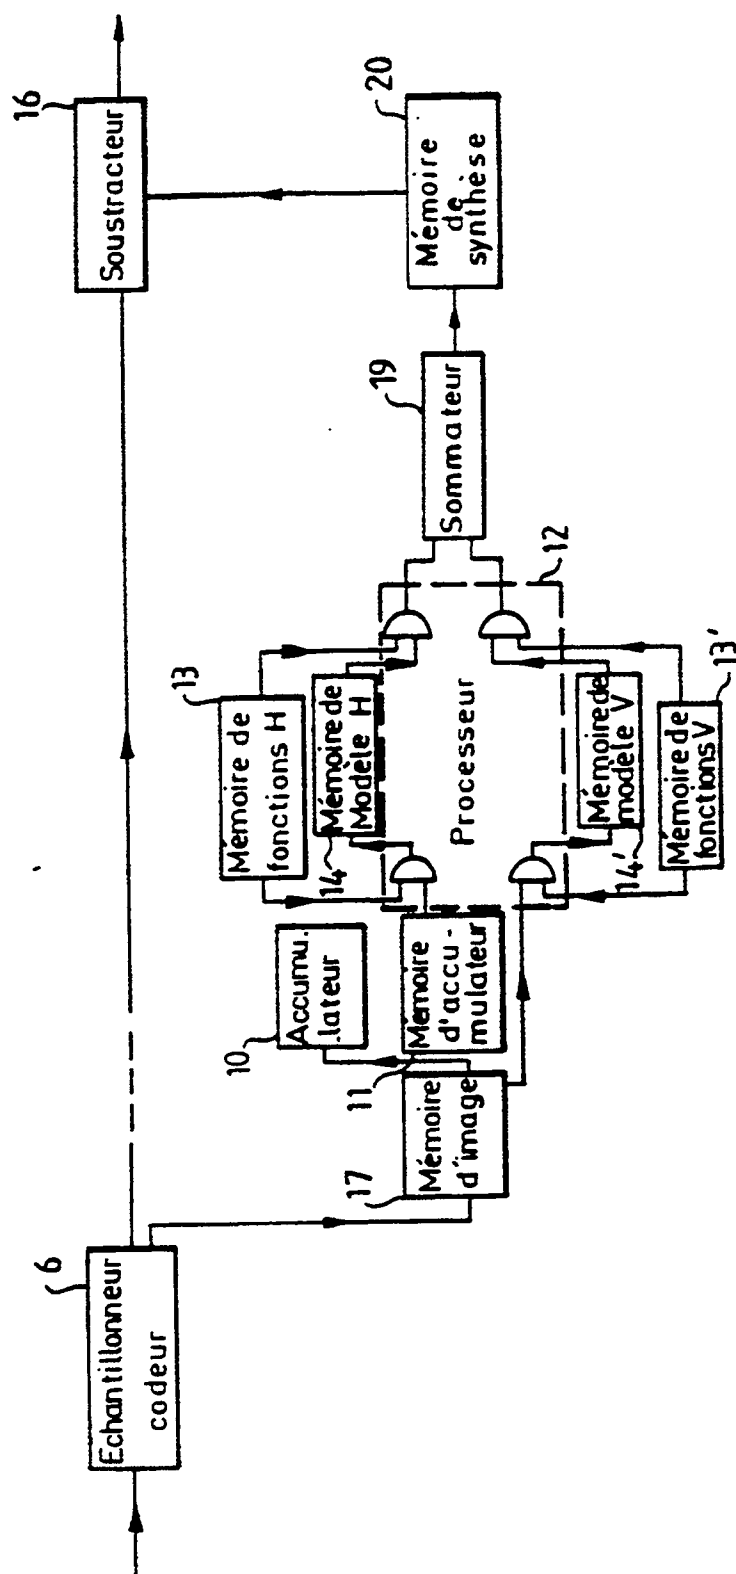 6
Echantillonneur
codeur
16
Soustracteur
17
Mémoire
d'image
10
Accumu.
.lateur
11
Mémoire
d'accu-
mulateur
13
Mémoire de
fonctions H
14
Mémoire de
Modèle H
Processeur
12
14'
Mémoire de
modèle V
13'
Mémoire de
fonctions V
19
Sommateur
20
Mémoire
de
synthèse